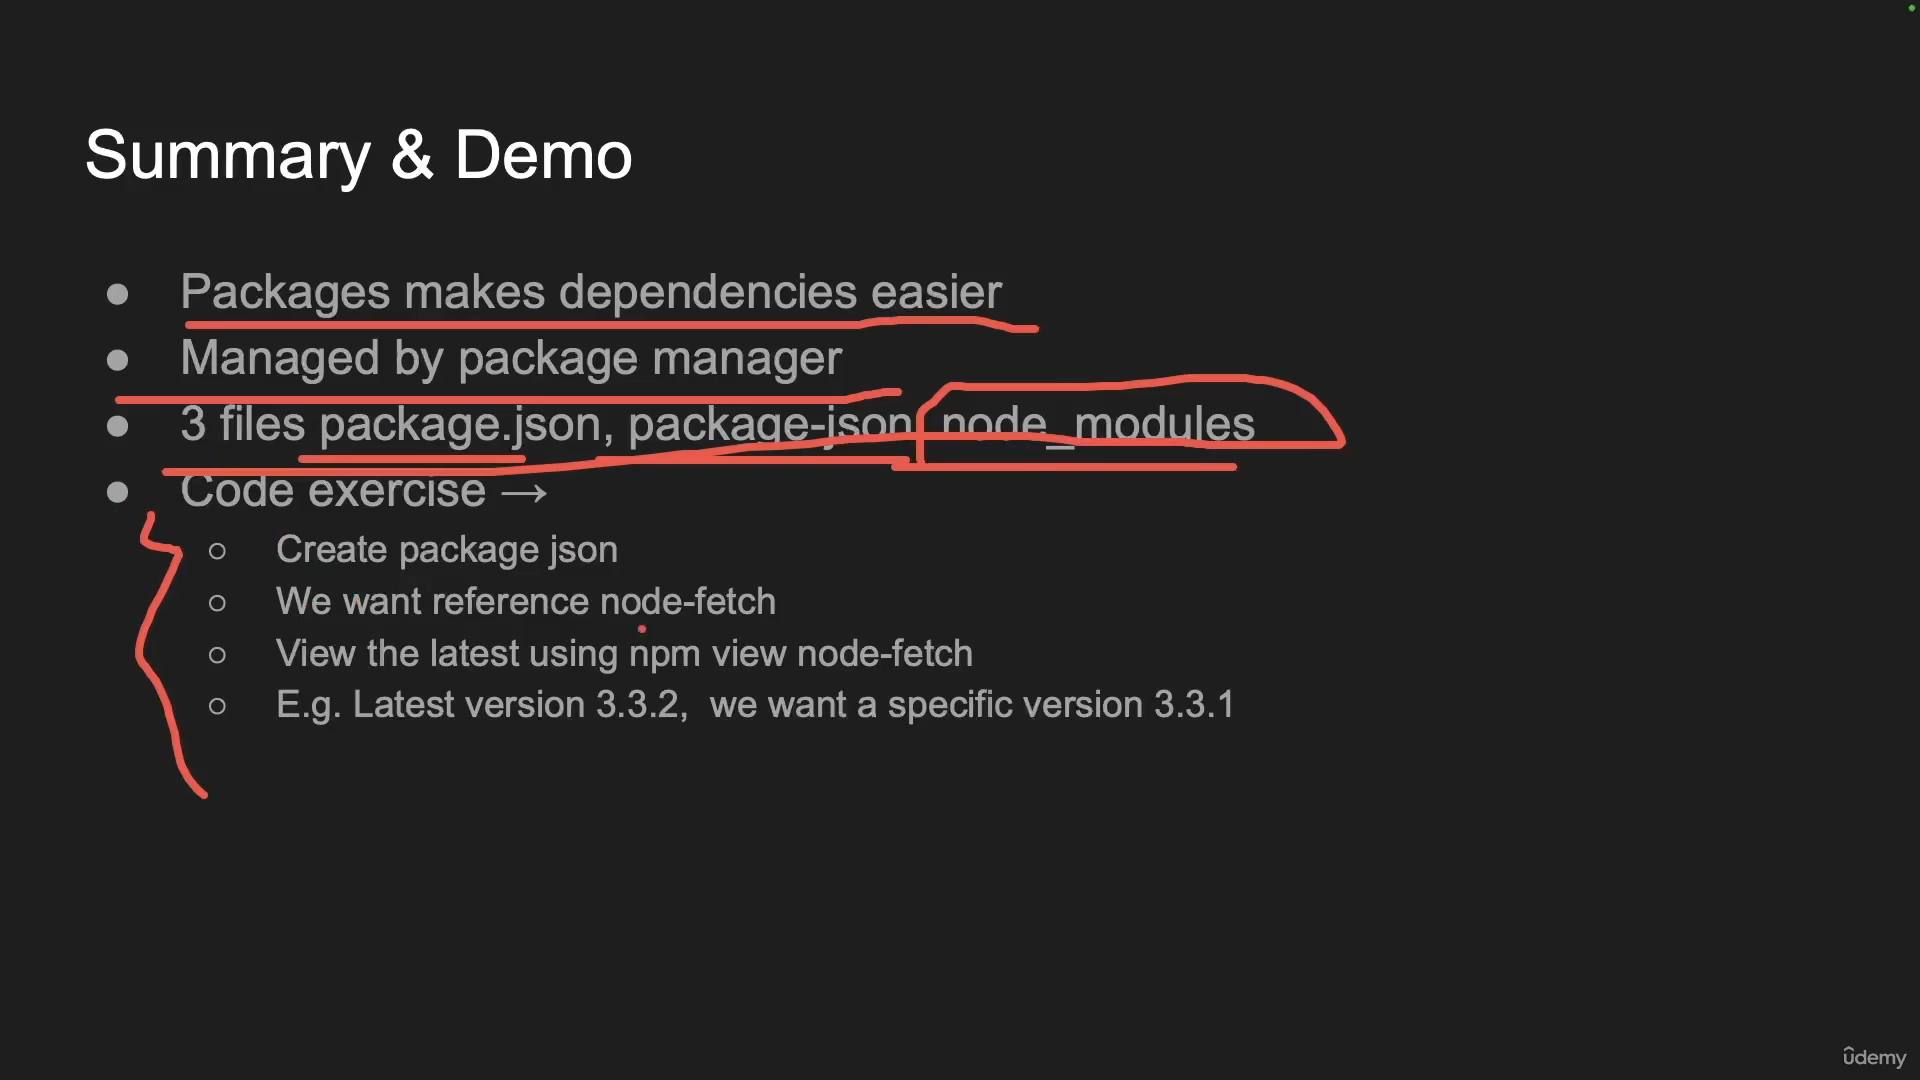 Summary & Demo
Packages makes dependencies easier
Managed by package manager
3 files package.json, package-json node_modules
Code exercise →
Create package json
We want reference node-fetch
View the latest using npm view node-fetch
E.g. Latest version 3.3.2, we want a specific version 3.3.1
ûdemy